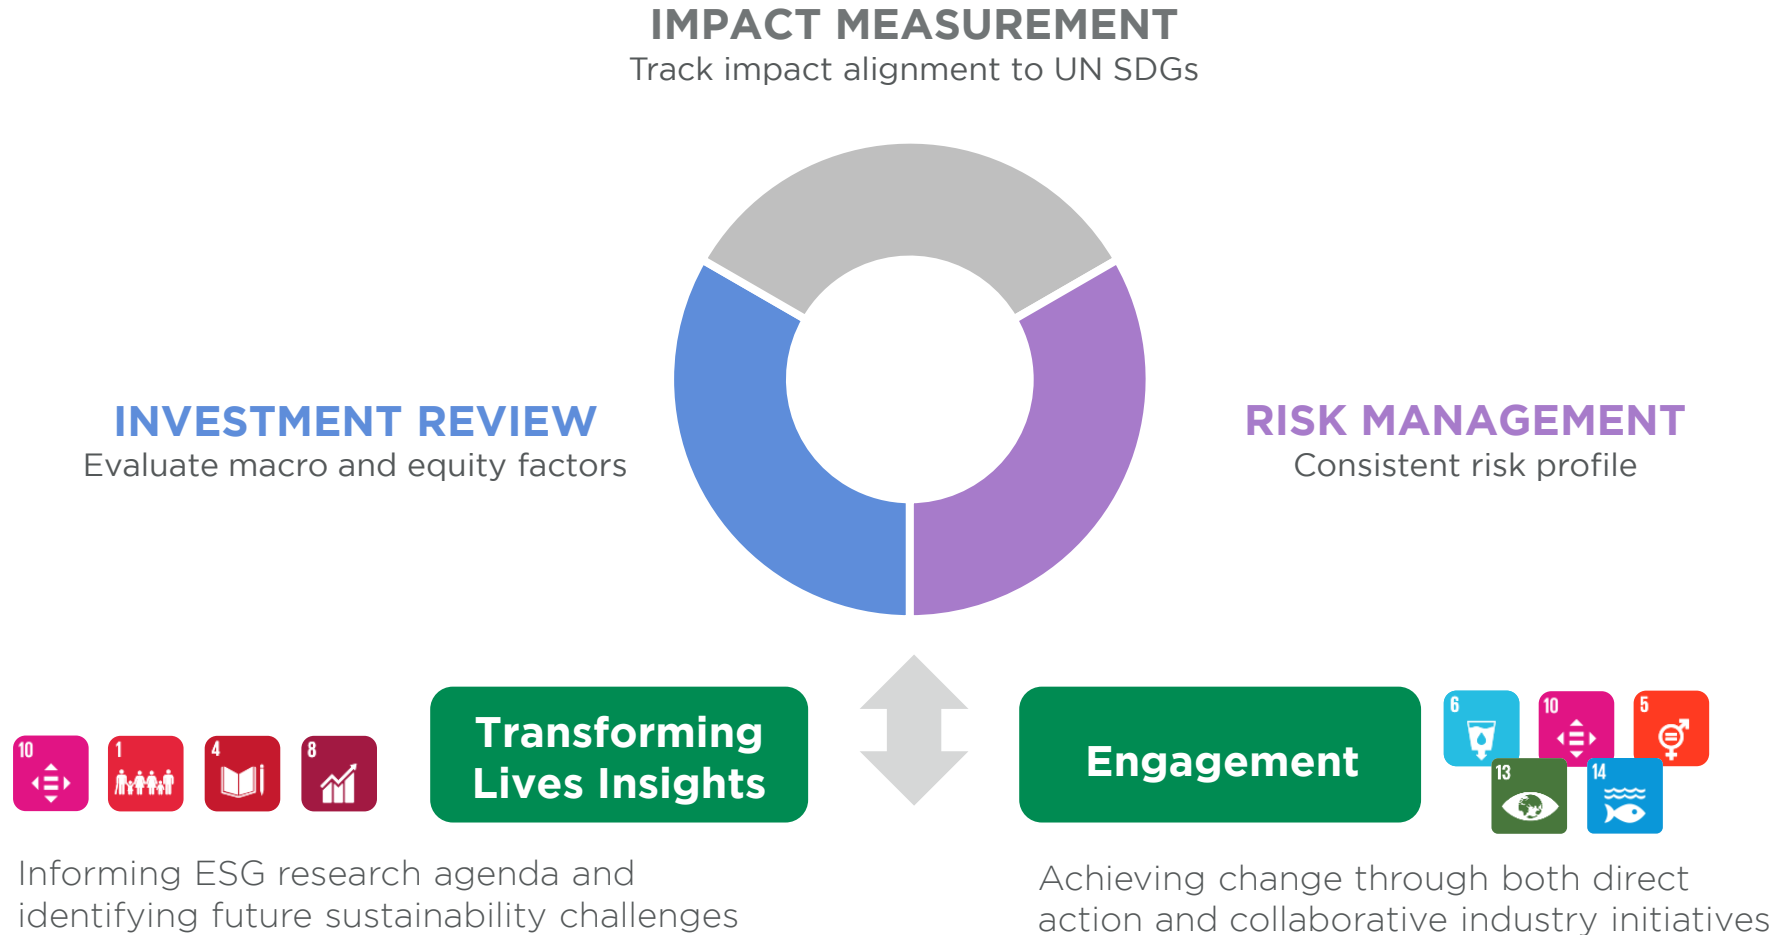 IMPACT MEASUREMENT
Track impact alignment to UN SDGs
INVESTMENT REVIEW
Evaluate macro and equity factors
RISK MANAGEMENT
Consistent risk profile
10
1
4
8
Transforming
Lives Insights
Engagement
6
10
5
13
14
Informing ESG research agenda and
identifying future sustainability challenges
Achieving change through both direct
action and collaborative industry initiatives